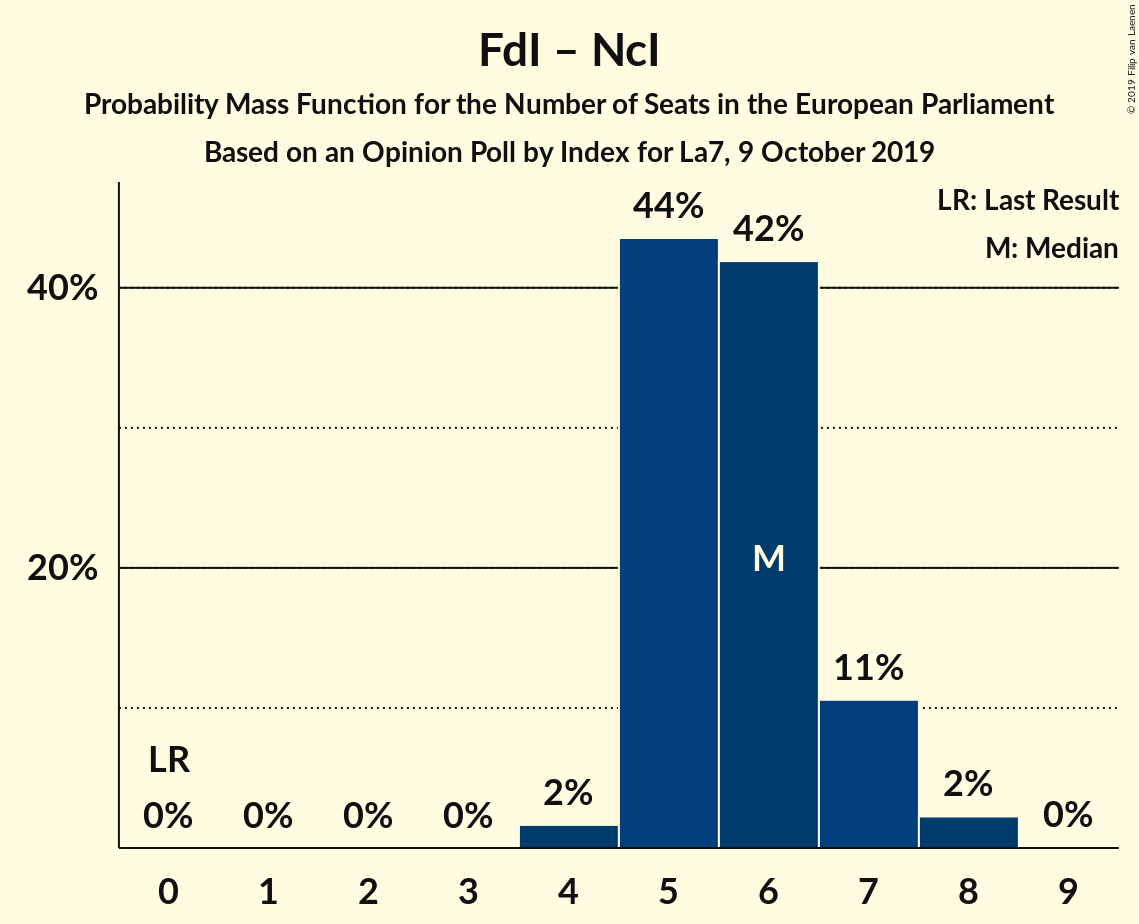 FdI – NcI
Probability Mass Function for the Number of Seats in the European Parliament
Based on an Opinion Poll by Index for La7, 9 October 2019
© 2019 Filip van Laenen
LR: Last Result
M: Median
44%
42%
40%
M
20%
11%
LR
2%
2%
0%
0%
0%
0%
0%
0 1 2 3 4 5 6 7 8 9